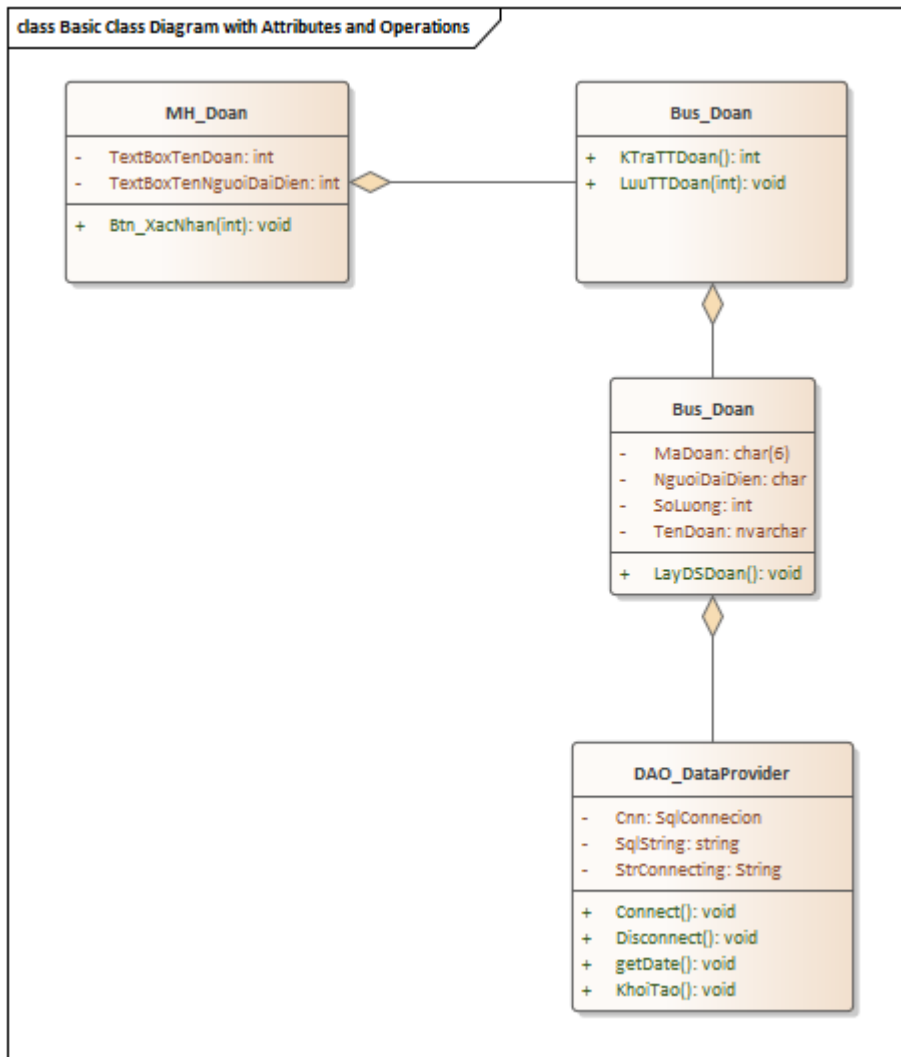 class Basic Class Diagram with Attributes and Operations
MH_Doan
- TextBoxTenDoan: int
- TextBoxTenNguoiDaiDien: int
+ Btn_XacNhan(int): void
Bus_Doan
+ KTraTTDoan(): int
+ LuuTTDoan(int): void
Bus_Doan
- MaDoan: char(6)
- NguoiDaiDien: char
- SoLuong: int
- TenDoan: nvarchar
+ LayDSDoan(): void
DAO_DataProvider
- Cnn: SqlConnecion
- SqlString: string
- StrConnecting: String
+ Connect(): void
+ Disconnect(): void
+ getDate(): void
+ KhoiTao(): void